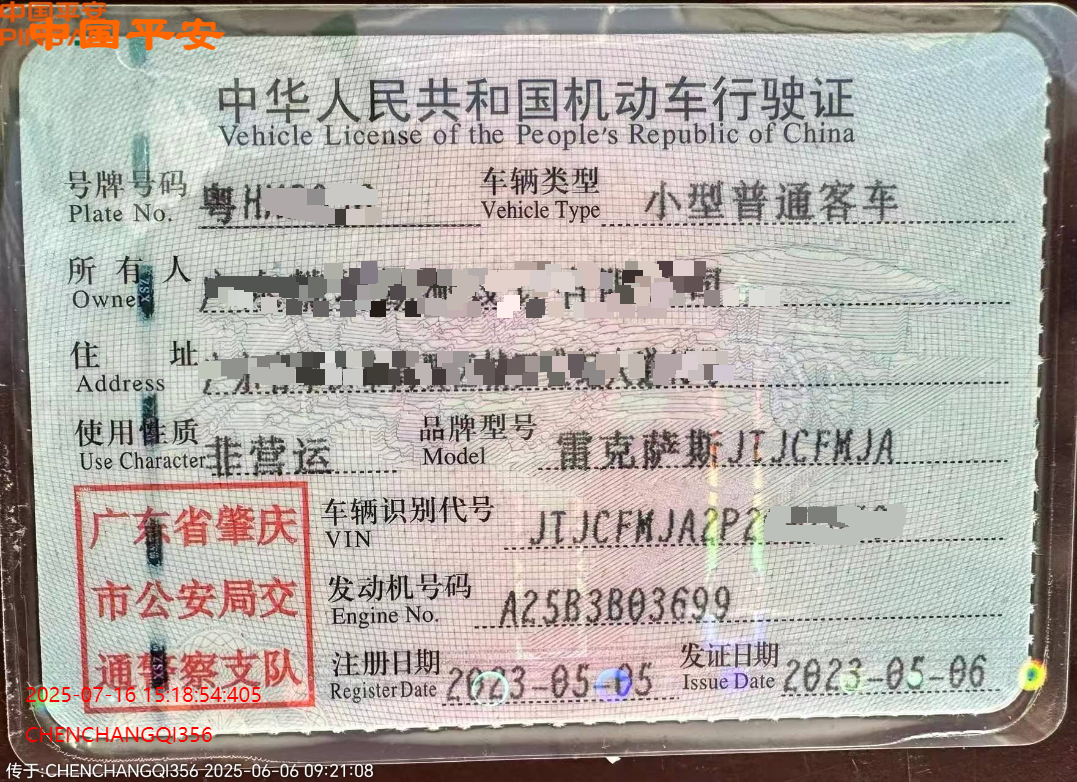 中国平安
中国平安
中华人民共和国机动车行驶证
Vehicle License of the People's Republic of China
号牌号码 粤H 车辆类型 小型普通客车
Plate No. Vehicle Type
所有人
Owner
住址
Address
使用性质 非营运 品牌型号 雷克萨斯JTJCFMJA
Use Character Model
广东省肇庆
市公安局交
通警察支队
车辆识别代号 JTJCFMJA2P2
VIN
发动机号码 A25B3B03699
Engine No.
注册日期 2023-05-05 发证日期 2023-05-06
Register Date Issue Date
2025-07-16 15:18:54:405
CHENCHANGQI356
传于:CHENCHANGQI356 2025-06-06 09:21:08